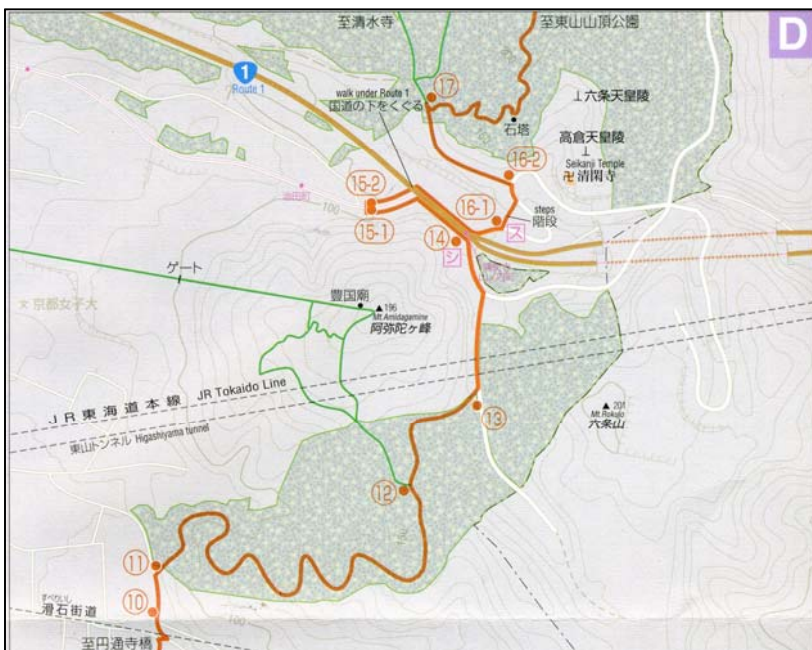 至清水寺
至東山山頂公園
D
1
Route 1
walk under Route 1
国道の下をくぐる
17
石塔
六条天皇陵
高倉天皇陵
Seikanji Temple
清閑寺
16-2
15-2
15-1
16-1
steps
階段
ス
14
シ
100
ゲート
京都女子大
豊国廟
196
Mt.Amidagamine
阿弥陀ヶ峰
JR東海道本線 JR Tokaido Line
東山トンネル Higashiyama tunnel
13
201
Mt.Rokujo
六条山
12
11
10
すべりいし
滑石街道
100
至円通寺橋